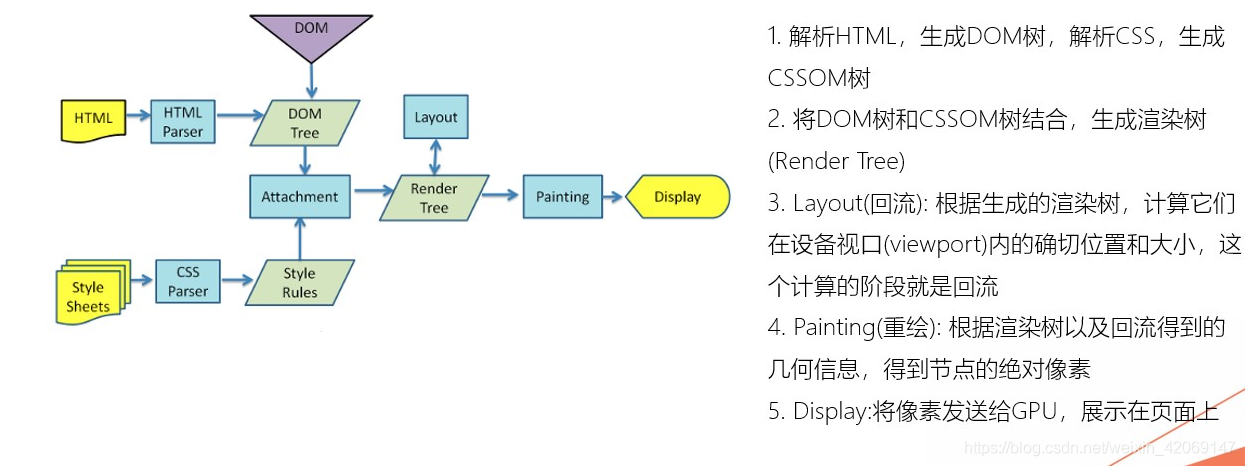 DOM
HTML
HTML
Parser
DOM
Tree
Layout
Attachment
Render
Tree
Painting
Display
Style
Sheets
CSS
Parser
Style
Rules
1. 解析HTML，生成DOM树，解析CSS，生成
CSSOM树
2. 将DOM树和CSSOM树结合，生成渲染树
(Render Tree)
3. Layout(回流): 根据生成的渲染树，计算它们
在设备视口(viewport)内的确切位置和大小，这
个计算的阶段就是回流
4. Painting(重绘): 根据渲染树以及回流得到的
几何信息，得到节点的绝对像素
5. Display:将像素发送给GPU，展示在页面上
https://blog.csdn.net/weixin_42069147